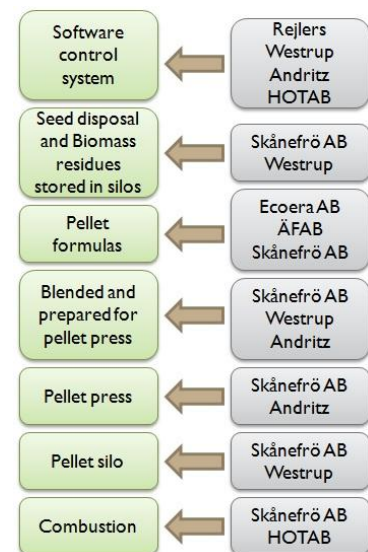 Software
control
system
Rejlers
Westrup
Andritz
HOTAB
Seed disposal
and Biomass
residues
stored in silos
Skånefrö AB
Westrup
Pellet
formulas
Ecoera AB
ÄFAB
Skånefrö AB
Blended and
prepared for
pellet press
Skånefrö AB
Westrup
Andritz
Pellet press
Skånefrö AB
Andritz
Pellet silo
Skånefrö AB
Westrup
Combustion
Skånefrö AB
HOTAB